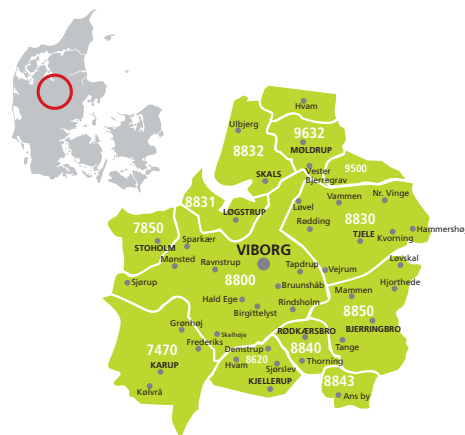 Hvam
Ulbjerg
9632
MØLDRUP
8832
Vester
Bjerregrav
9500
SKALS
Nr. Vinge
Vammen
8831
Løvel
8830
LØGSTRUP
Rødding
7850
Hammershøj
Kvorning
TJELE
Sparkær
STOHOLM
VIBORG
Mønsted
Løvskal
Ravnstrup
Tapdrup
Vejrum
8800
Sjørup
Bruunshåb
Hjorthede
Mammen
Hald Ege
Birgittelyst
Rindsholm
8850
Grønhøj
RØDKÆRSBRO
BJERRINGBRO
Skelhøje
Tange
7470
Frederiks
Demstrup
8840
8620
Hvam
Thorning
KARUP
Sjørslev
KJELLERUP
8843
Kølvrå
Ans by